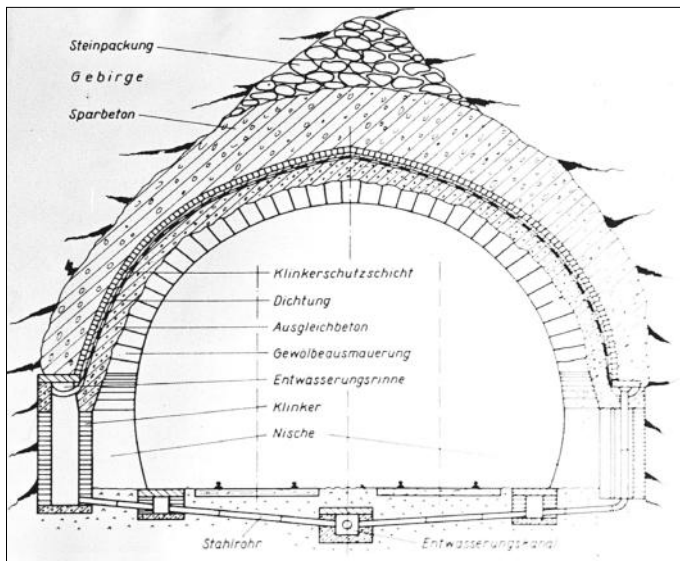 Steinpackung
Gebirge
Sparbeton
Klinkerschutzschicht
Dichtung
Ausgleichbeton
Gewölbeausmauerung
Entwässerungsrinne
Klinker
Nische
Stahlrohr
Entwässerungskanal